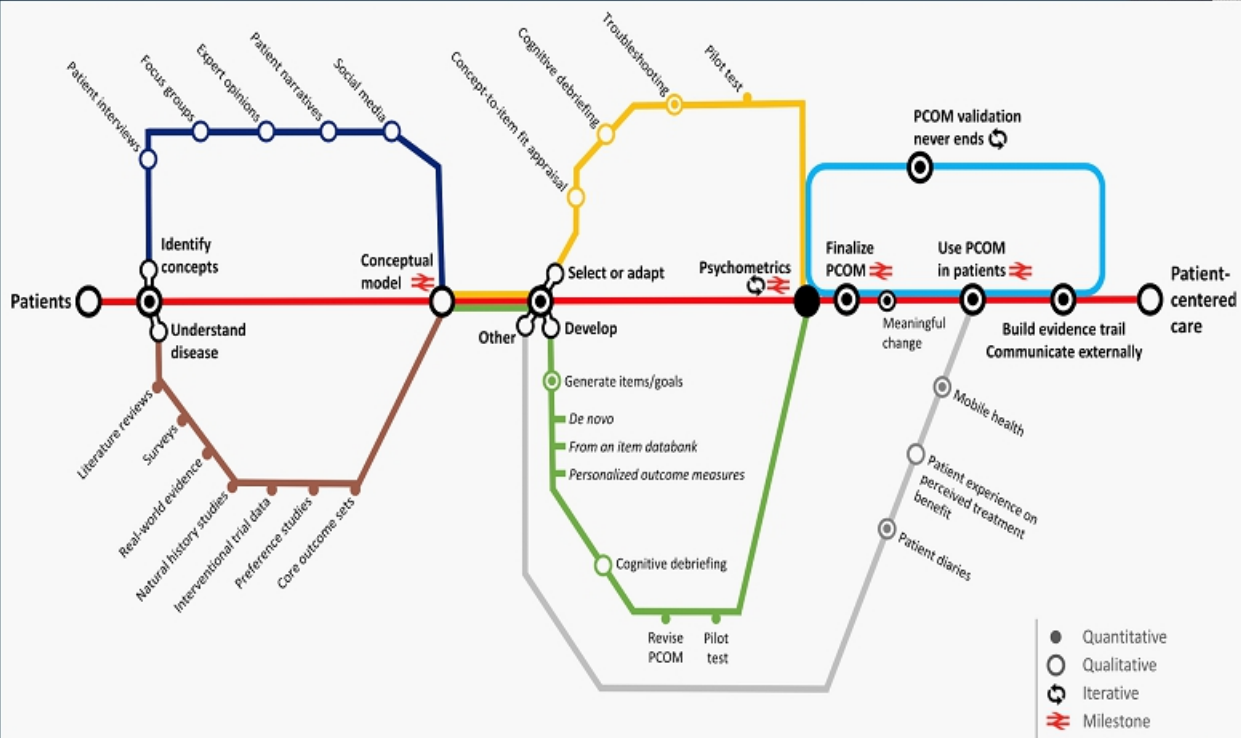 Patient interviews
Focus groups
Expert opinions
Patient narratives
Social media
Concept-to-item fit appraisal
Cognitive debriefing
Troubleshooting
Pilot test
PCOM validation
never ends
Identify
concepts
Conceptual
model
Select or adapt
Psychometrics
Finalize
PCOM
Use PCOM
in patients
Patients
Patient-
centered
care
Understand
disease
Other
Develop
Meaningful
change
Build evidence trail
Communicate externally
Generate items/goals
De novo
From an item databank
Personalized outcome measures
Literature reviews
Surveys
Real-world evidence
Natural history studies
Interventional trial data
Preference studies
Core outcome sets
Mobile health
Patient experience on
perceived treatment
benefit
Patient diaries
Cognitive debriefing
Revise
PCOM
Pilot
test
Quantitative
Qualitative
Iterative
Milestone